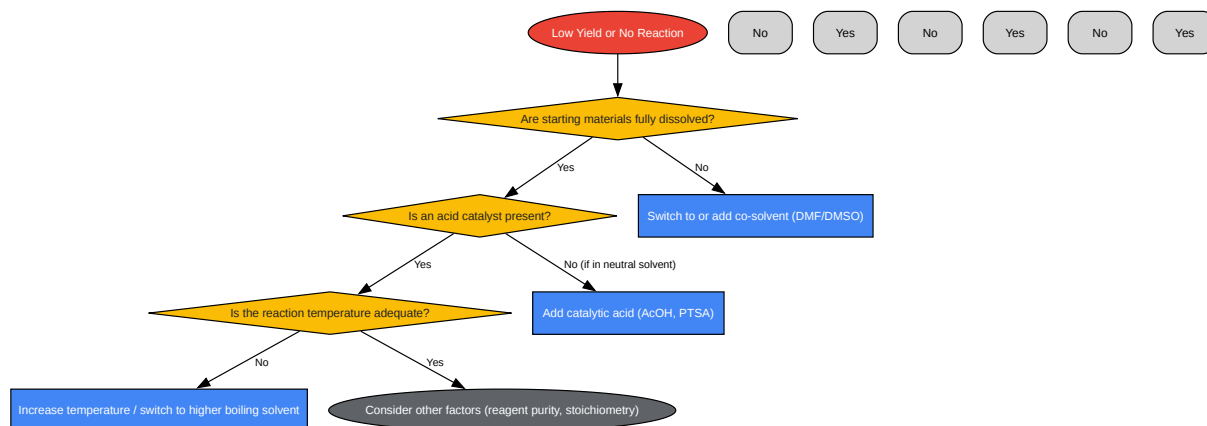 Low Yield or No Reaction
No
Yes
No
Yes
No
Yes
Are starting materials fully dissolved?
Yes
No
Is an acid catalyst present?
Switch to or add co-solvent (DMF/DMSO)
Yes
No (if in neutral solvent)
Is the reaction temperature adequate?
Add catalytic acid (AcOH, PTSA)
No
Yes
Increase temperature / switch to higher boiling solvent
Consider other factors (reagent purity, stoichiometry)